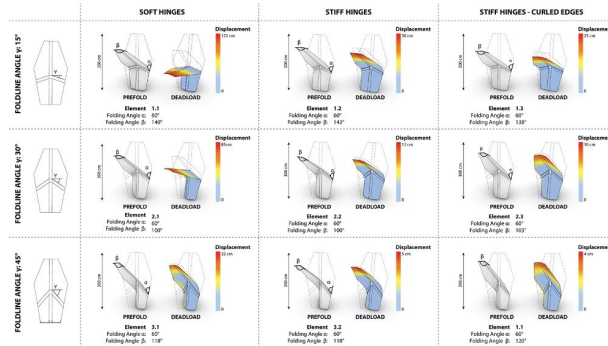 SOFT HINGES
STIFF HINGES
STIFF HINGES - CURLED EDGES
FOLDLINE ANGLE γ: 15°
γ
300 cm
β
α
PREFOLD
DEADLOAD
Displacement
122 cm
0
Element 1.1
Folding Angle α: 60°
Folding Angle β: 140°
300 cm
β
α
PREFOLD
DEADLOAD
Displacement
0
Element 1.2
Folding Angle α: 60°
Folding Angle β: 143°
300 cm
β
α
PREFOLD
DEADLOAD
Displacement
25 cm
0
Element 1.3
Folding Angle α: 60°
Folding Angle β: 138°
FOLDLINE ANGLE γ: 30°
γ
300 cm
β
α
PREFOLD
DEADLOAD
Displacement
85cm
0
Element 2.1
Folding Angle α: 60°
Folding Angle β: 100°
300 cm
β
α
PREFOLD
DEADLOAD
Displacement
12 cm
0
Element 2.2
Folding Angle α: 60°
Folding Angle β: 100°
300 cm
β
α
PREFOLD
DEADLOAD
Displacement
10 cm
0
Element 2.3
Folding Angle α: 60°
Folding Angle β: 103°
FOLDLINE ANGLE γ: 45°
γ
300 cm
β
α
PREFOLD
DEADLOAD
Displacement
22 cm
0
Element 3.1
Folding Angle α: 60°
Folding Angle β: 118°
300 cm
β
α
PREFOLD
DEADLOAD
Displacement
5 cm
0
Element 3.2
Folding Angle α: 60°
Folding Angle β: 118°
300 cm
β
PREFOLD
DEADLOAD
Displacement
4 cm
0
Element 1.1
Folding Angle α: 60°
Folding Angle β: 120°